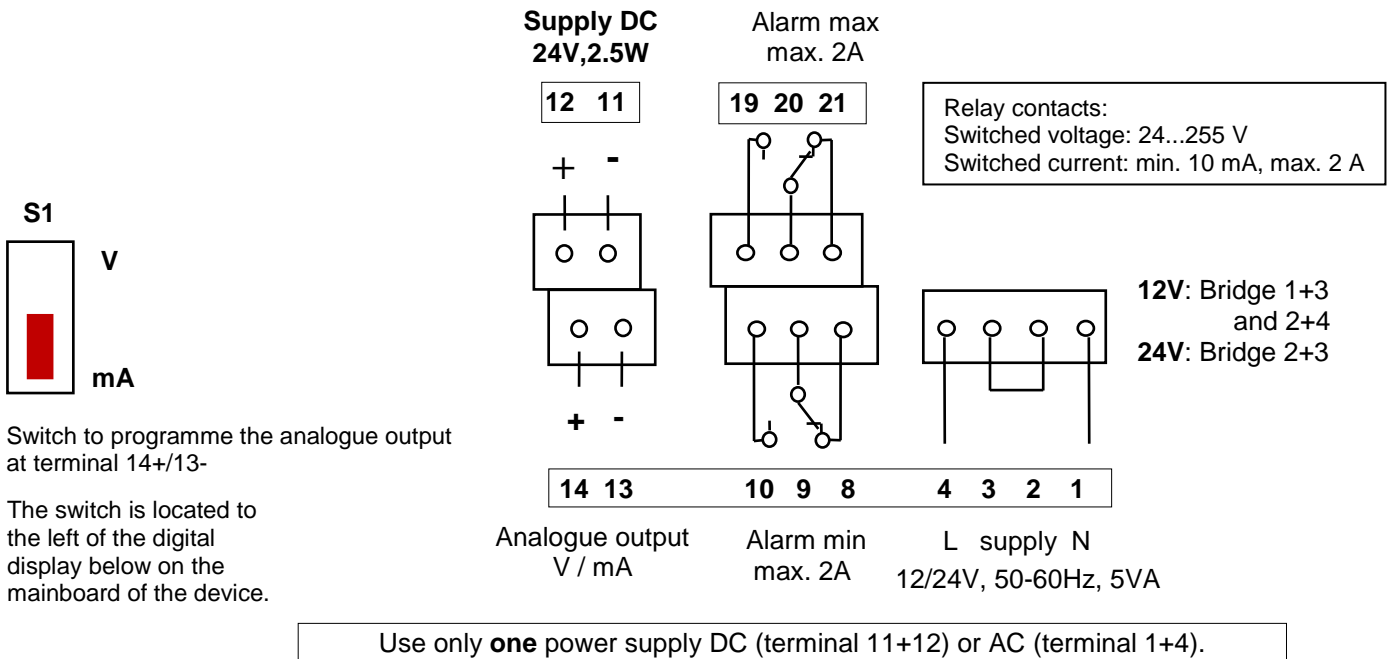 Supply DC
24V,2.5W
Alarm max
max. 2A
12 11
19 20 21
Relay contacts:
Switched voltage: 24...255 V
Switched current: min. 10 mA, max. 2 A
+ -
S1
V
mA
12V: Bridge 1+3
and 2+4
24V: Bridge 2+3
+ -
Switch to programme the analogue output
at terminal 14+/13-
The switch is located to
the left of the digital
display below on the
mainboard of the device.
14 13
10 9 8
4 3 2 1
Analogue output
V / mA
Alarm min
max. 2A
L supply N
12/24V, 50-60Hz, 5VA
Use only one power supply DC (terminal 11+12) or AC (terminal 1+4).